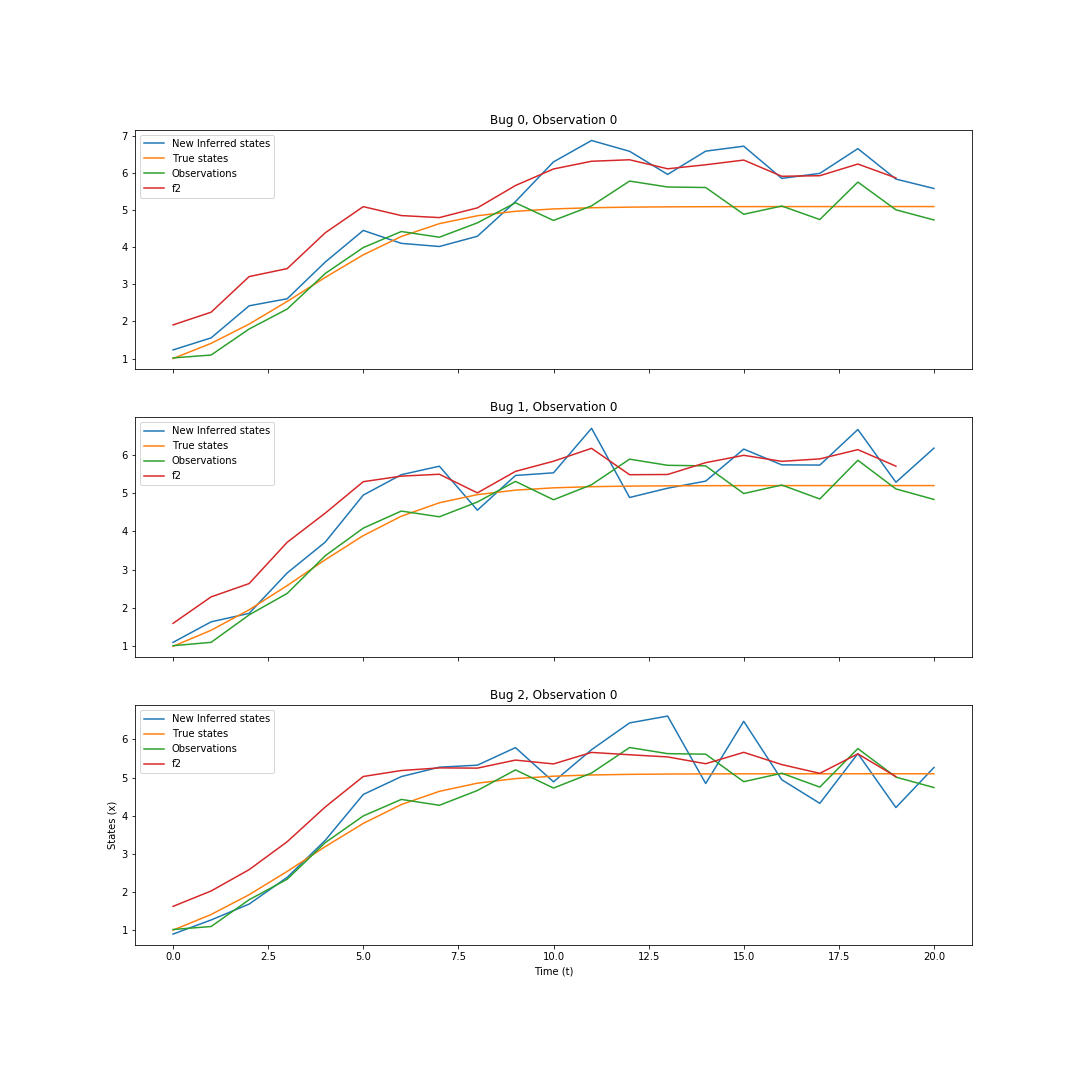 Bug 0, Observation 0
New Inferred states
True states
Observations
f2
7
6
5
4
3
2
1
Bug 1, Observation 0
New Inferred states
True states
Observations
f2
6
5
4
3
2
1
Bug 2, Observation 0
New Inferred states
True states
Observations
f2
6
5
4
3
2
1
States (x)
0.0 2.5 5.0 7.5 10.0 12.5 15.0 17.5 20.0
Time (t)